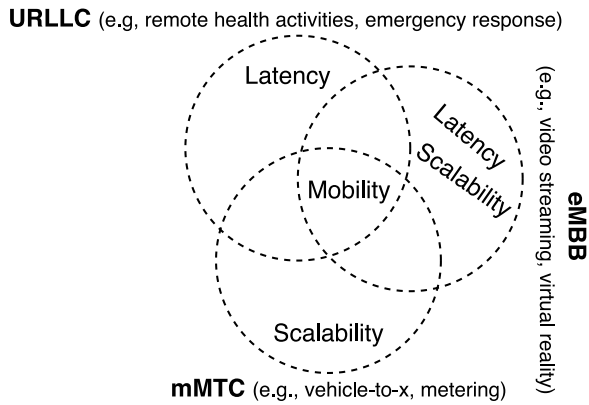 URLLC (e.g, remote health activities, emergency response)
Latency
Latency
Scalability
Mobility
Scalability
eMBB
(e.g., video streaming, virtual reality)
mMTC (e.g., vehicle-to-x, metering)